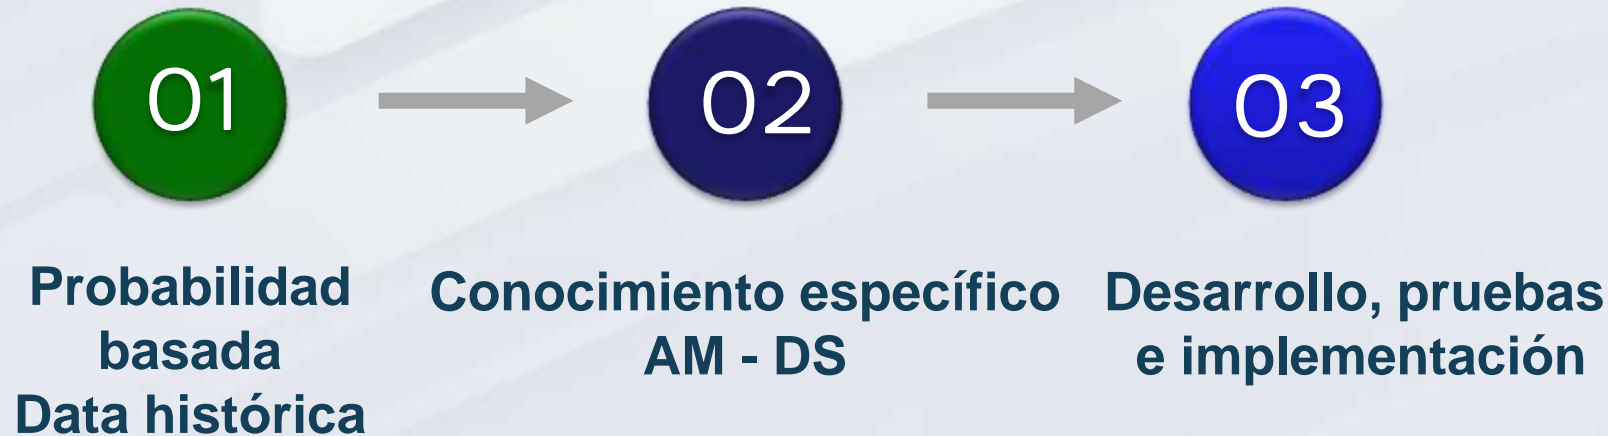 01
Probabilidad
basada
Data histórica
02
Conocimiento específico
AM - DS
03
Desarrollo, pruebas
e implementación